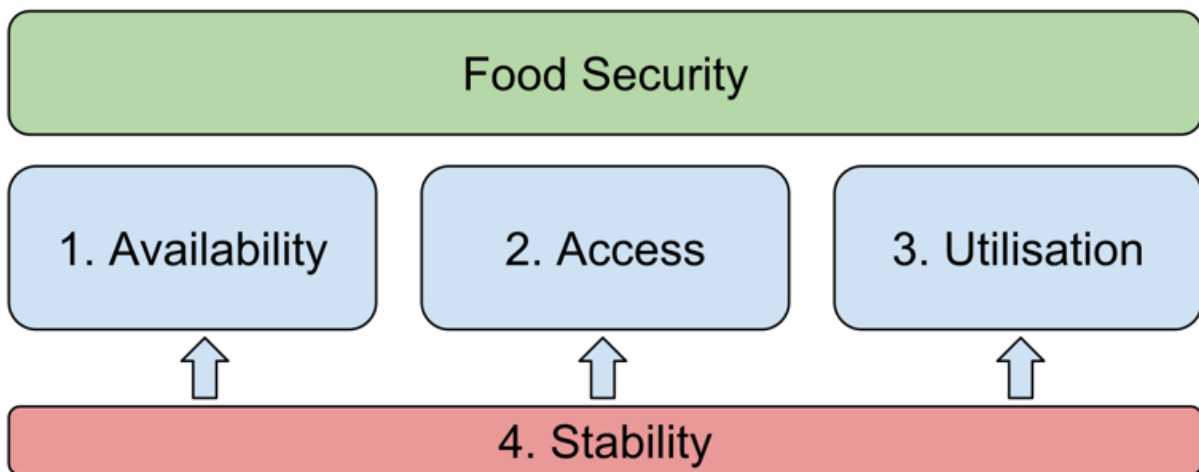 Food Security
1. Availability
2. Access
3. Utilisation
4. Stability